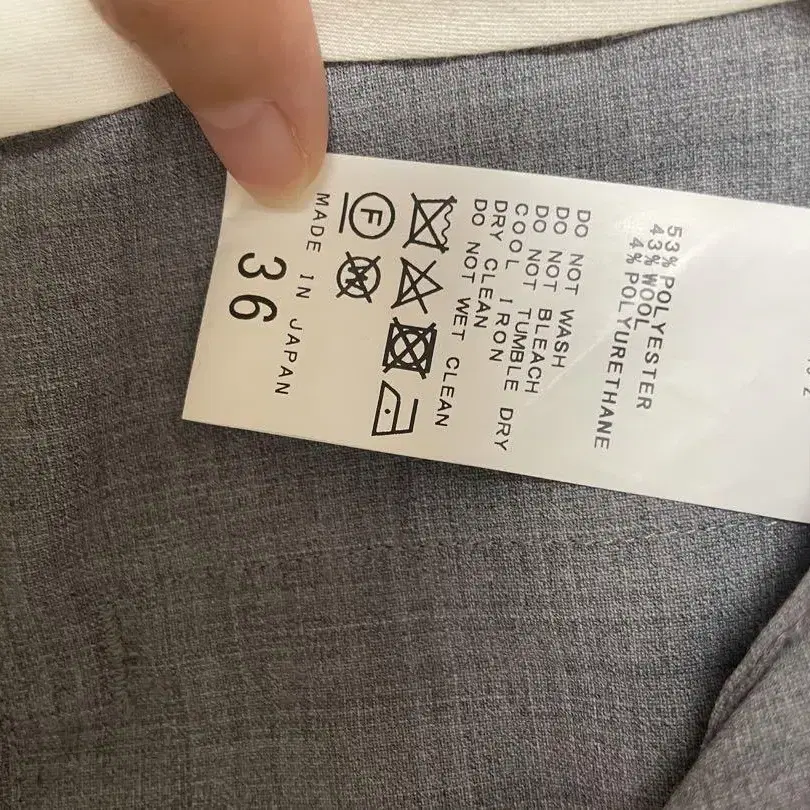 53% POLYESTER
43% WOOL
4% POLYURETHANE
DO NOT WASH
DO NOT BLEACH
DO NOT TUMBLE DRY
COOL IRON
DRY CLEAN
DO NOT WET CLEAN
F
W
MADE IN JAPAN
36